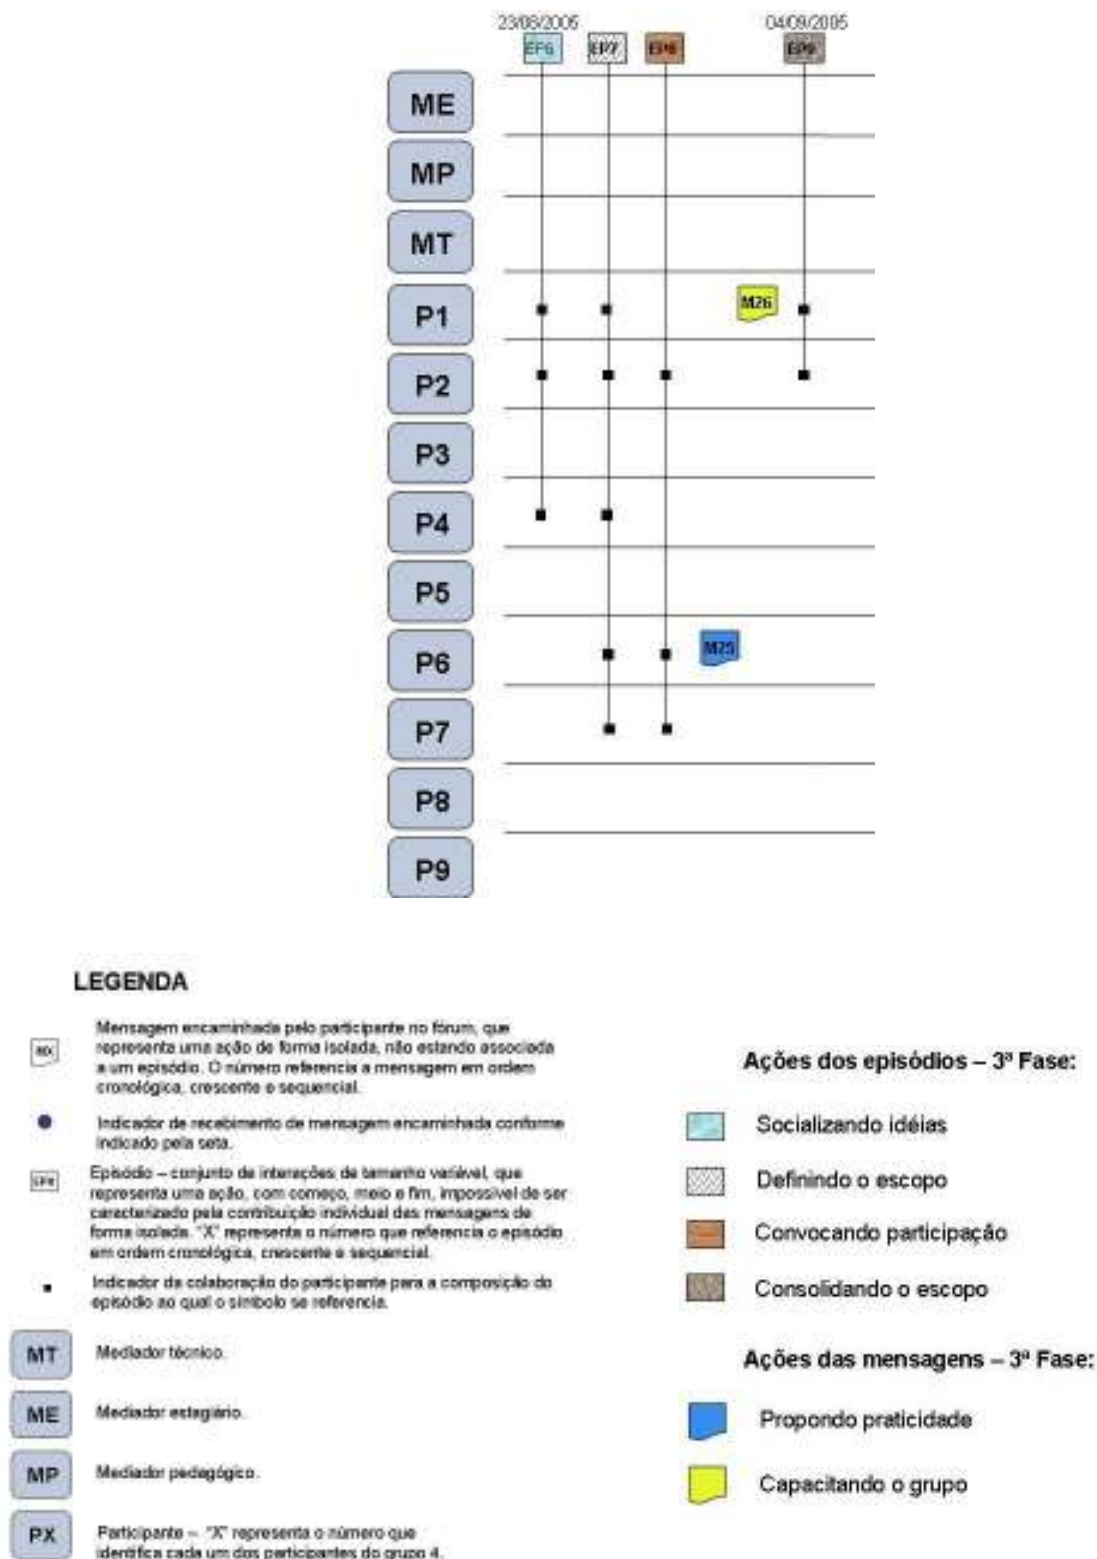 23/08/2005 04/09/2005
EP6 EP7 EP8 EP9
ME
MP
MT
P1
M26
P2
P3
P4
P5
P6
M25
P7
P8
P9
LEGENDA
Mensagem encaminhada pelo participante no fórum, que
representa uma ação de forma isolada, não estando associada
a um episódio. O número referencia a mensagem em ordem
cronológica, crescente e sequencial.
MX
Indicador de recebimento de mensagem encaminhada conforme
indicado pela seta.
EPX
Episódio – conjunto de interações de tamanho variável, que
representa uma ação, com começo, meio e fim, impossível de ser
caracterizado pela contribuição individual das mensagens de
forma isolada. "X" representa o número que referencia o episódio
em ordem cronológica, crescente e sequencial.
Indicador da colaboração do participante para a composição do
episódio ao qual o símbolo se referencia.
MT Mediador técnico.
ME Mediador estagiário.
MP Mediador pedagógico.
PX Participante – "X" representa o número que
identifica cada um dos participantes do grupo 4.
Ações dos episódios – 3ª Fase:
Socializando idéias
Definindo o escopo
Convocando participação
Consolidando o escopo
Ações das mensagens – 3ª Fase:
Propondo praticidade
Capacitando o grupo